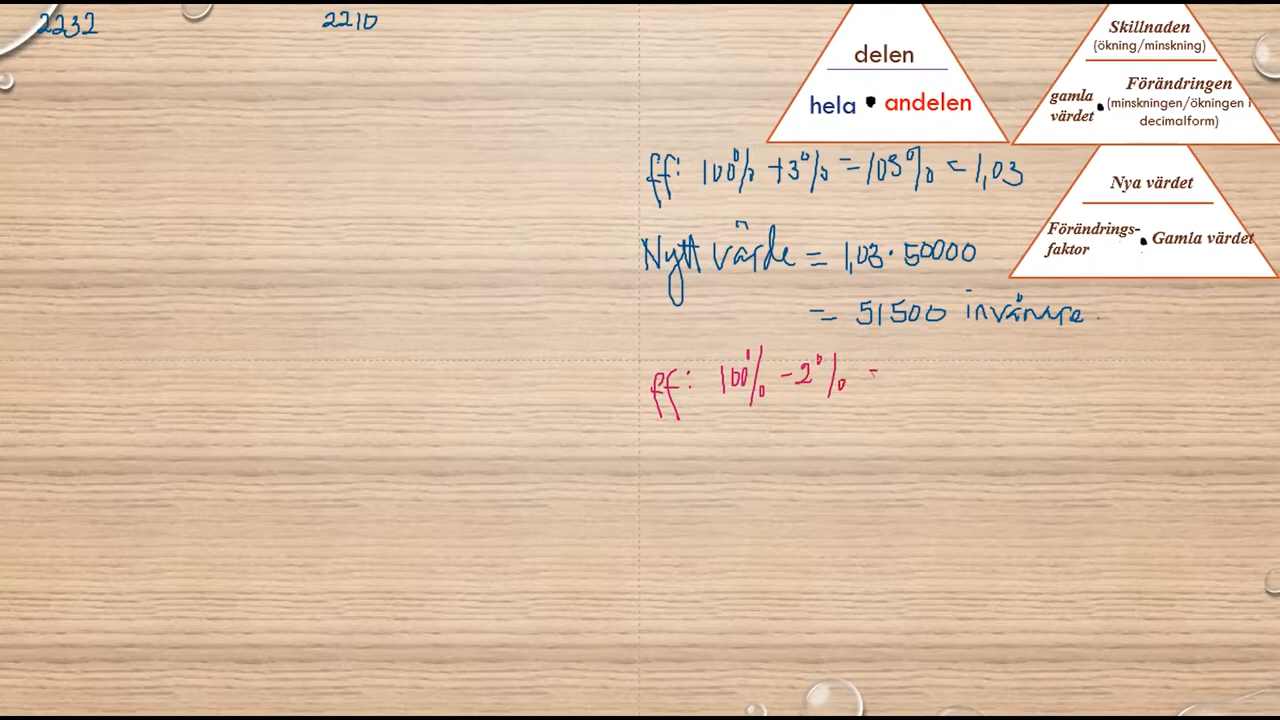 2232
2210
delen
hela • andelen
Skillnaden
(ökning/minskning)
gamla värdet • Förändringen
(minskningen/ökningen i
decimalform)
ff: 100% + 3% = 103% = 1,03
Nya värdet
Förändrings-faktor • Gamla värdet
Nytt värde = 1,03 · 50000
= 51500 invånare.
ff: 100% - 2% =